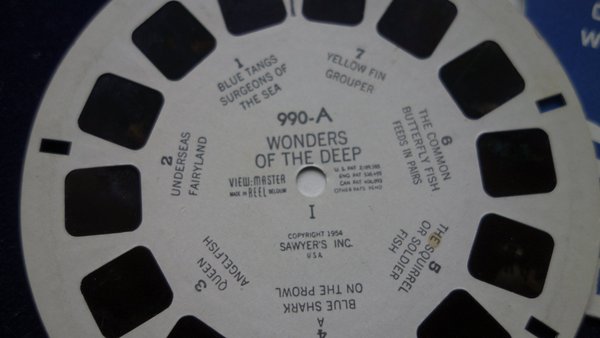 990-A
WONDERS
OF THE DEEP
VIEW-MASTER
MADE IN REEL BELGIUM
I
COPYRIGHT 1954
SAWYER'S INC.
U S A
1
BLUE TANGS
SURGEONS OF
THE SEA
2
UNDERSEAS
FAIRYLAND
3
QUEEN
ANGELFISH
4
A
BLUE SHARK
ON THE PROWL
5
THE SQUIRREL
OR SOLDIER
FISH
6
THE COMMON
BUTTERFLY FISH
FEEDS IN PAIRS
7
YELLOW FIN
GROUPER